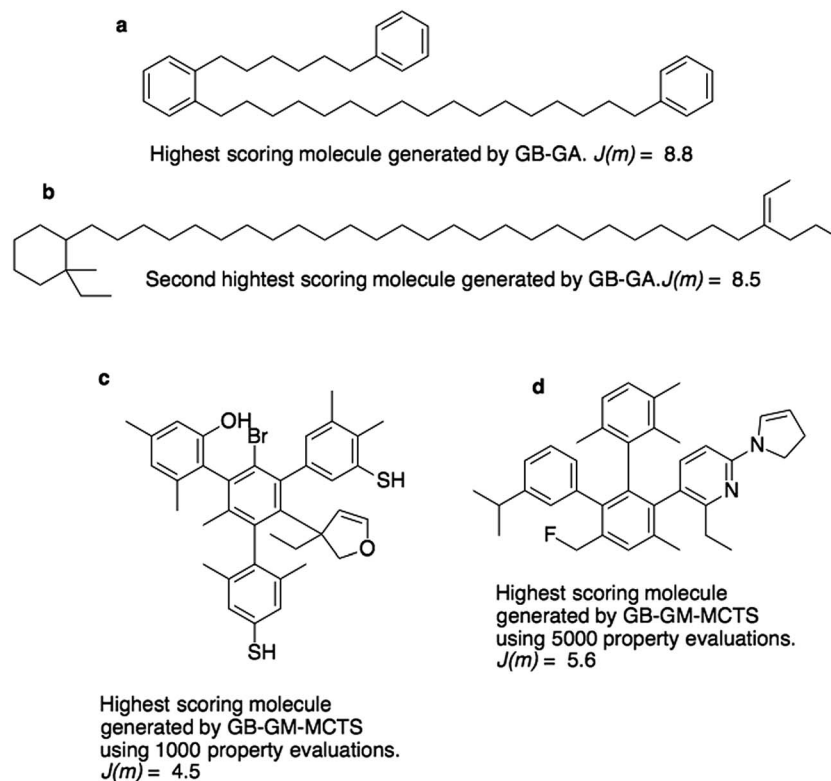 a
Highest scoring molecule generated by GB-GA. J(m) = 8.8
b
Second hightest scoring molecule generated by GB-GA.J(m) = 8.5
c
OH
Br
SH
O
SH
Highest scoring molecule
generated by GB-GM-MCTS
using 1000 property evaluations.
J(m) = 4.5
d
N
N
F
Highest scoring molecule
generated by GB-GM-MCTS
using 5000 property evaluations.
J(m) = 5.6